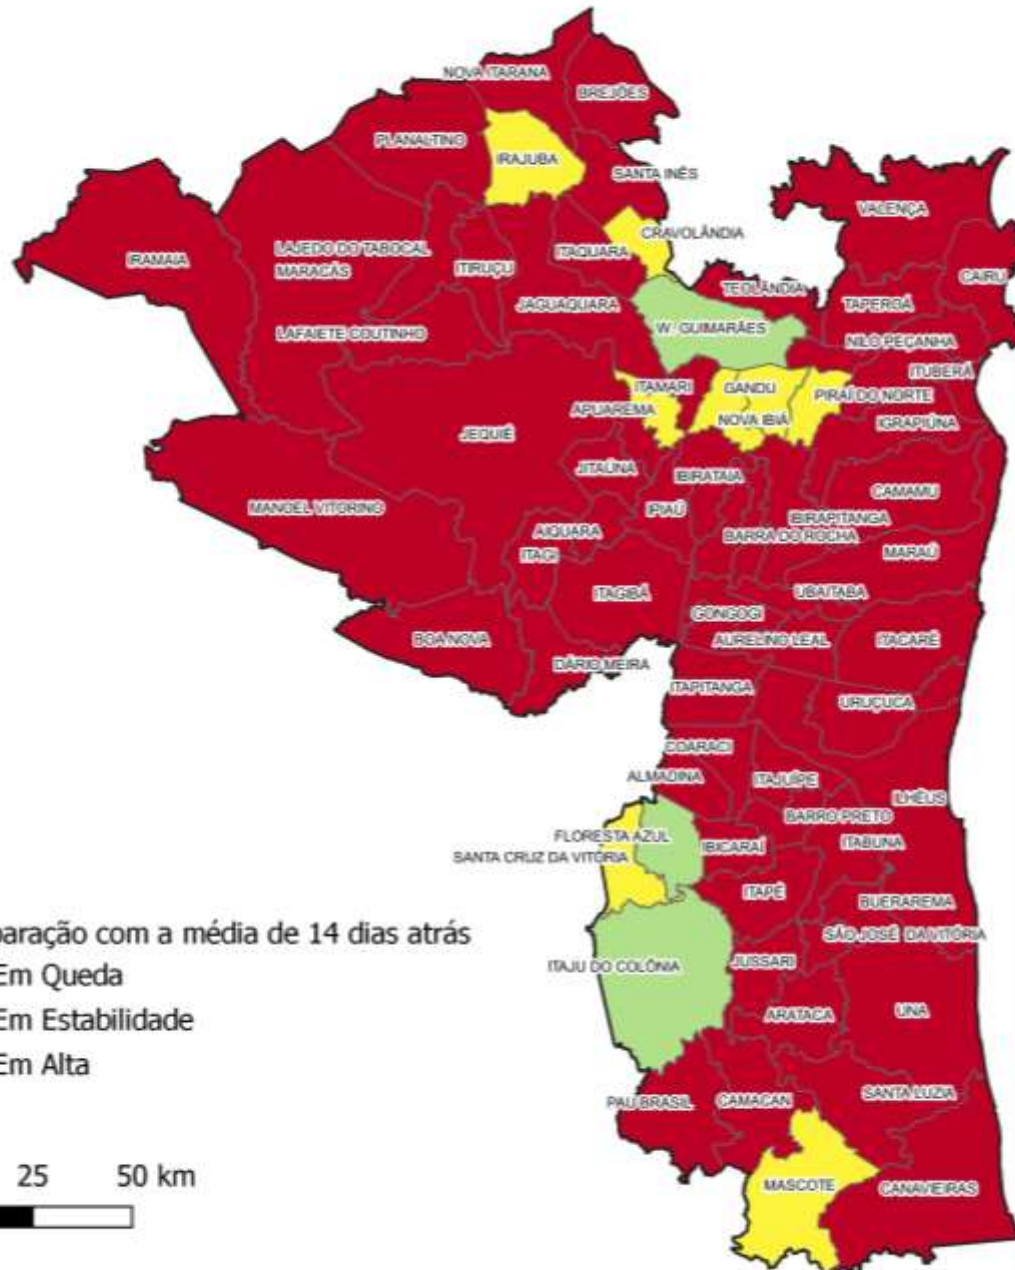 NOVA ITARANA
BREJÕES
PLANALTINO
IRAJUBA
SANTA INÊS
VALENÇA
CRAVOLÂNDIA
LAJEDO DO TABOCAL
ITAQUARA
IRAMAIA
MARACÁS
ITIRUÇU
CAIRU
TEOLÂNDIA
JAGUAQUARA
TAPEROÁ
LAFAIETE COUTINHO
W. GUIMARÃES
NILO PEÇANHA
ITUBERÁ
ITAMARI
GANDU
PIRAÍ DO NORTE
APUAREMA
NOVA IBIÁ
IGRAPIÚNA
JEQUIÉ
JITAÚNA
IBIRATAIA
CAMAMU
MANOEL VITORINO
IPIAÚ
IBIRAPITANGA
AIQUARA
BARRA DO ROCHA
ITAGI
MARAÚ
ITAGIBÁ
UBAITABA
GONGOGI
BOA NOVA
AURELINO LEAL
ITACARÉ
DÁRIO MEIRA
ITAPITANGA
URUÇUCA
COARACI
ALMADINA
ITAJUÍPE
ILHÉUS
BARRO PRETO
FLORESTA AZUL
IBICARAÍ
ITABUNA
SANTA CRUZ DA VITÓRIA
ITAPÉ
BUERAREMA
paração com a média de 14 dias atrás
SÃO JOSÉ DA VITÓRIA
Em Queda
ITAJU DO COLÔNIA
JUSSARI
Em Estabilidade
ARATACA
UNA
Em Alta
PAU BRASIL
CAMACAN
SANTA LUZIA
25 50 km
MASCOTE
CANAVIEIRAS